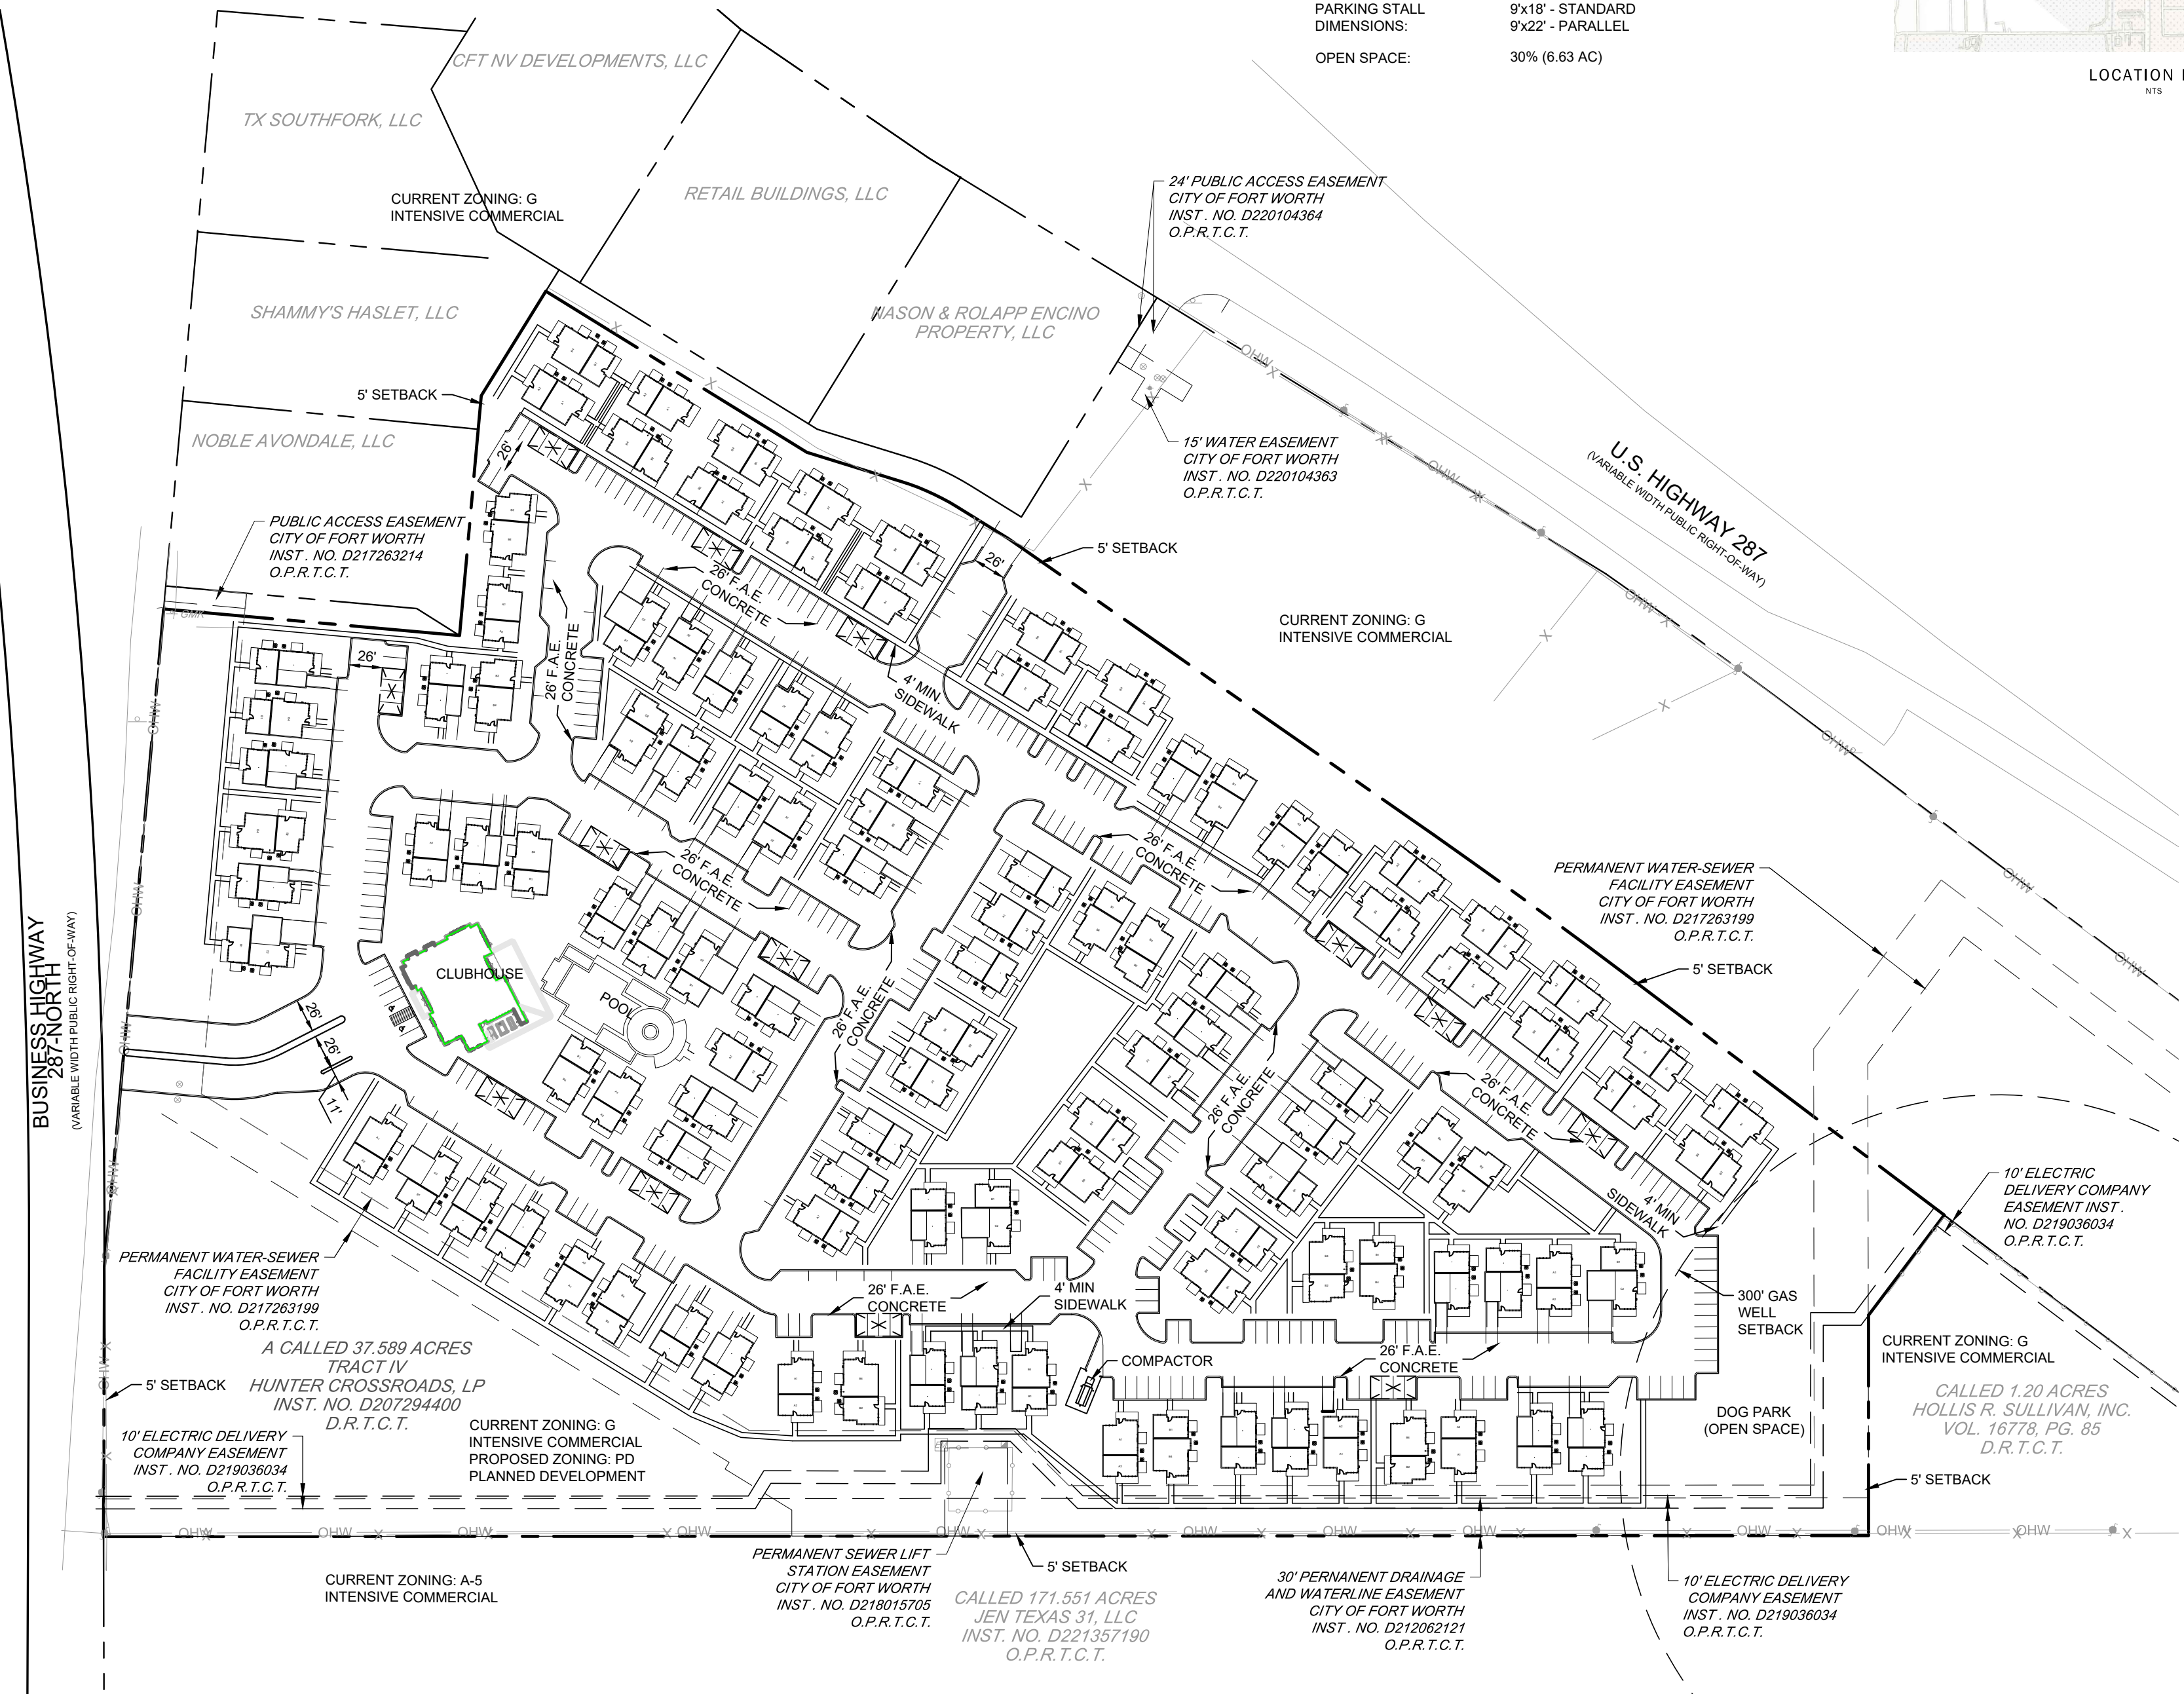 PARKING STALL 9'x18' - STANDARD
DIMENSIONS: 9'x22' - PARALLEL
OPEN SPACE: 30% (6.63 AC)
NTS
CFT NV DEVELOPMENTS, LLC
TX SOUTHFORK, LLC
CURRENT ZONING: G
INTENSIVE COMMERCIAL
RETAIL BUILDINGS, LLC
24' PUBLIC ACCESS EASEMENT
CITY OF FORT WORTH
INST . NO. D220104364
O.P.R.T.C.T.
SHAMMY'S HASLET, LLC
NASON & ROLAPP ENCINO
PROPERTY, LLC
5' SETBACK
NOBLE AVONDALE, LLC
26'
15' WATER EASEMENT
CITY OF FORT WORTH
INST . NO. D220104363
O.P.R.T.C.T.
U.S. HIGHWAY 287
(VARIABLE WIDTH PUBLIC RIGHT-OF-WAY)
PUBLIC ACCESS EASEMENT
CITY OF FORT WORTH
INST . NO. D217263214
O.P.R.T.C.T.
5' SETBACK
26'
26' F.A.E.
CONCRETE
CURRENT ZONING: G
INTENSIVE COMMERCIAL
26'
26' F.A.E.
CONCRETE
4' MIN.
SIDEWALK
26' F.A.E.
CONCRETE
26' F.A.E.
CONCRETE
PERMANENT WATER-SEWER
FACILITY EASEMENT
CITY OF FORT WORTH
INST . NO. D217263199
O.P.R.T.C.T.
5' SETBACK
BUSINESS HIGHWAY
287-NORTH
(VARIABLE WIDTH PUBLIC RIGHT-OF-WAY)
CLUBHOUSE
POOL
26'
26'
11'
26' F.A.E.
CONCRETE
26' F.A.E.
CONCRETE
26' F.A.E.
CONCRETE
4' MIN
SIDEWALK
10' ELECTRIC
DELIVERY COMPANY
EASEMENT INST .
NO. D219036034
O.P.R.T.C.T.
PERMANENT WATER-SEWER
FACILITY EASEMENT
CITY OF FORT WORTH
INST . NO. D217263199
O.P.R.T.C.T.
26' F.A.E.
CONCRETE
4' MIN
SIDEWALK
300' GAS
WELL
SETBACK
A CALLED 37.589 ACRES
TRACT IV
HUNTER CROSSROADS, LP
INST. NO. D207294400
D.R.T.C.T.
5' SETBACK
COMPACTOR
26' F.A.E.
CONCRETE
CURRENT ZONING: G
INTENSIVE COMMERCIAL
CALLED 1.20 ACRES
HOLLIS R. SULLIVAN, INC.
VOL. 16778, PG. 85
D.R.T.C.T.
DOG PARK
(OPEN SPACE)
10' ELECTRIC DELIVERY
COMPANY EASEMENT
INST . NO. D219036034
O.P.R.T.C.T.
CURRENT ZONING: G
INTENSIVE COMMERCIAL
PROPOSED ZONING: PD
PLANNED DEVELOPMENT
5' SETBACK
OHW OHW OHW OHW OHW OHW OHW OHW OHW OHW OHW
PERMANENT SEWER LIFT
STATION EASEMENT
CITY OF FORT WORTH
INST . NO. D218015705
O.P.R.T.C.T.
5' SETBACK
CURRENT ZONING: A-5
INTENSIVE COMMERCIAL
CALLED 171.551 ACRES
JEN TEXAS 31, LLC
INST. NO. D221357190
O.P.R.T.C.T.
30' PERNANENT DRAINAGE
AND WATERLINE EASEMENT
CITY OF FORT WORTH
INST . NO. D212062121
O.P.R.T.C.T.
10' ELECTRIC DELIVERY
COMPANY EASEMENT
INST . NO. D219036034
O.P.R.T.C.T.